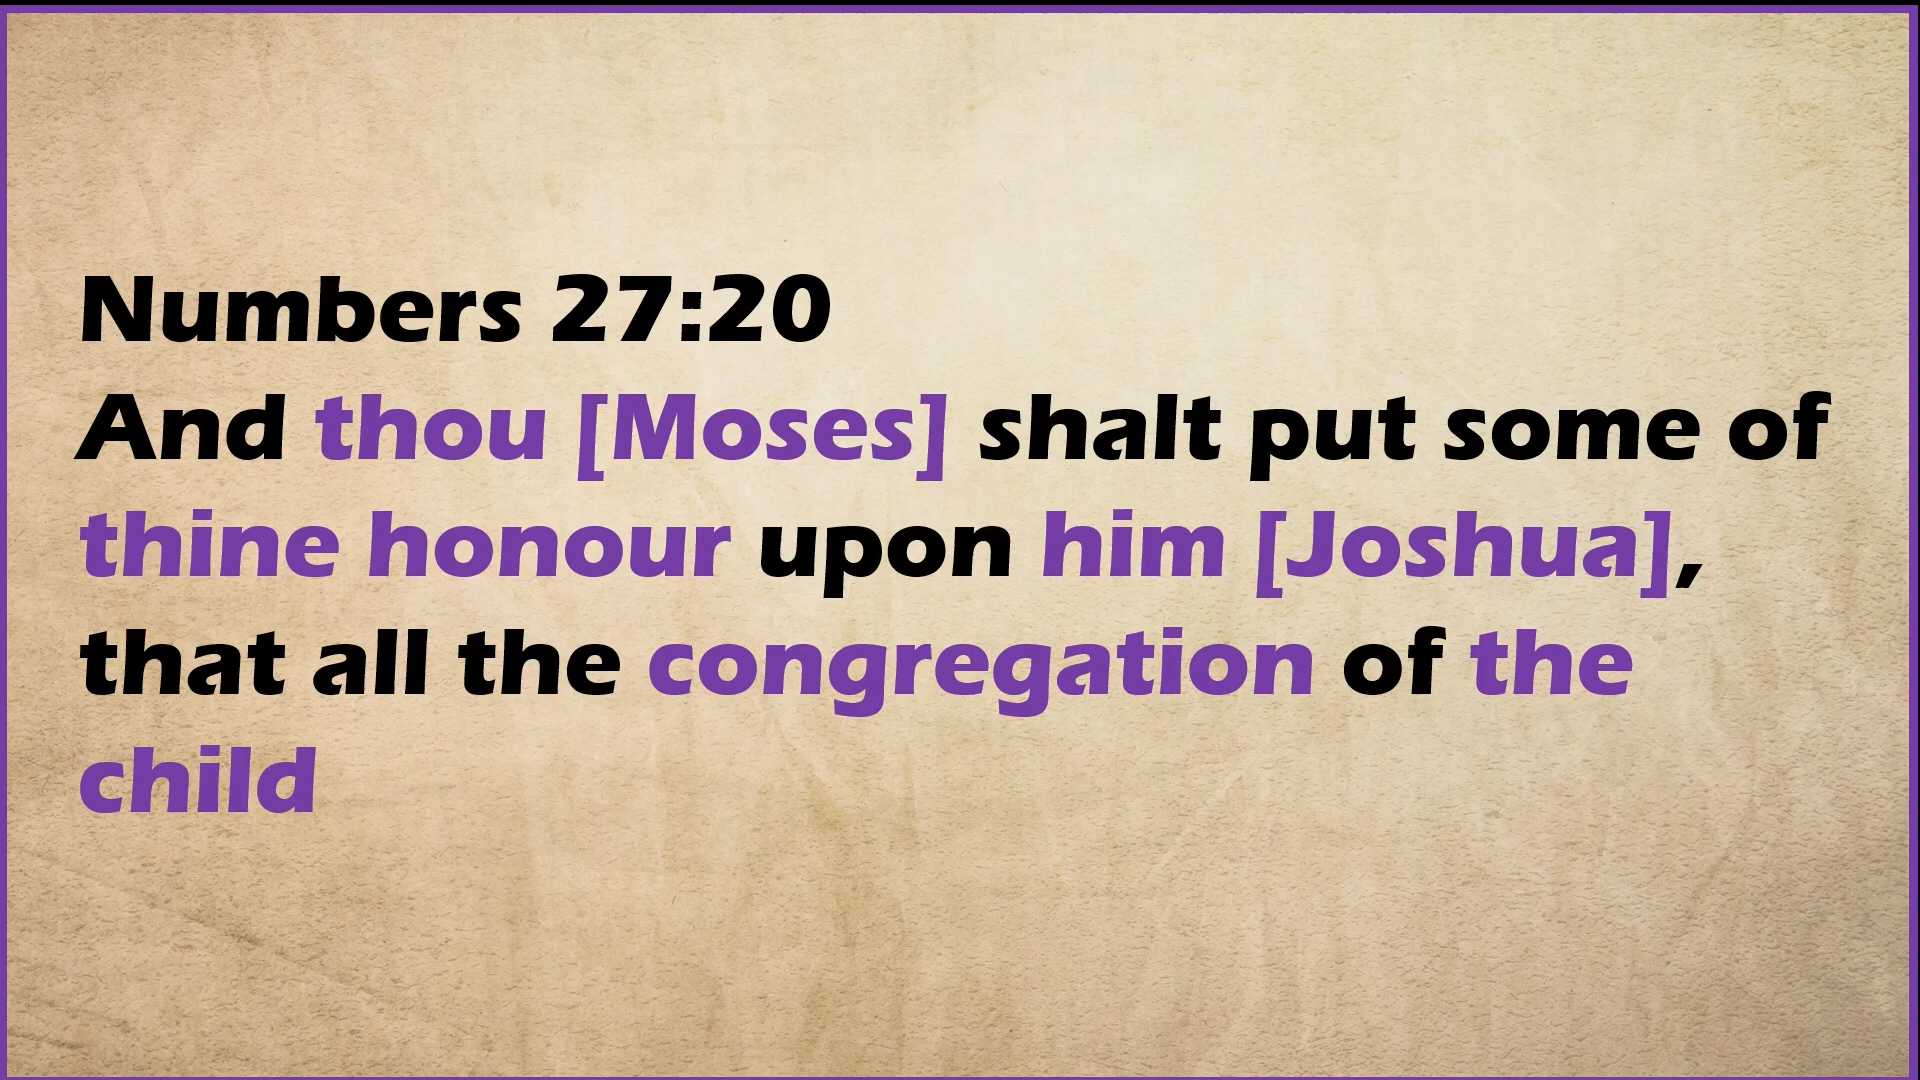 Numbers 27:20
And thou [Moses] shalt put some of
thine honour upon him [Joshua],
that all the congregation of the
child